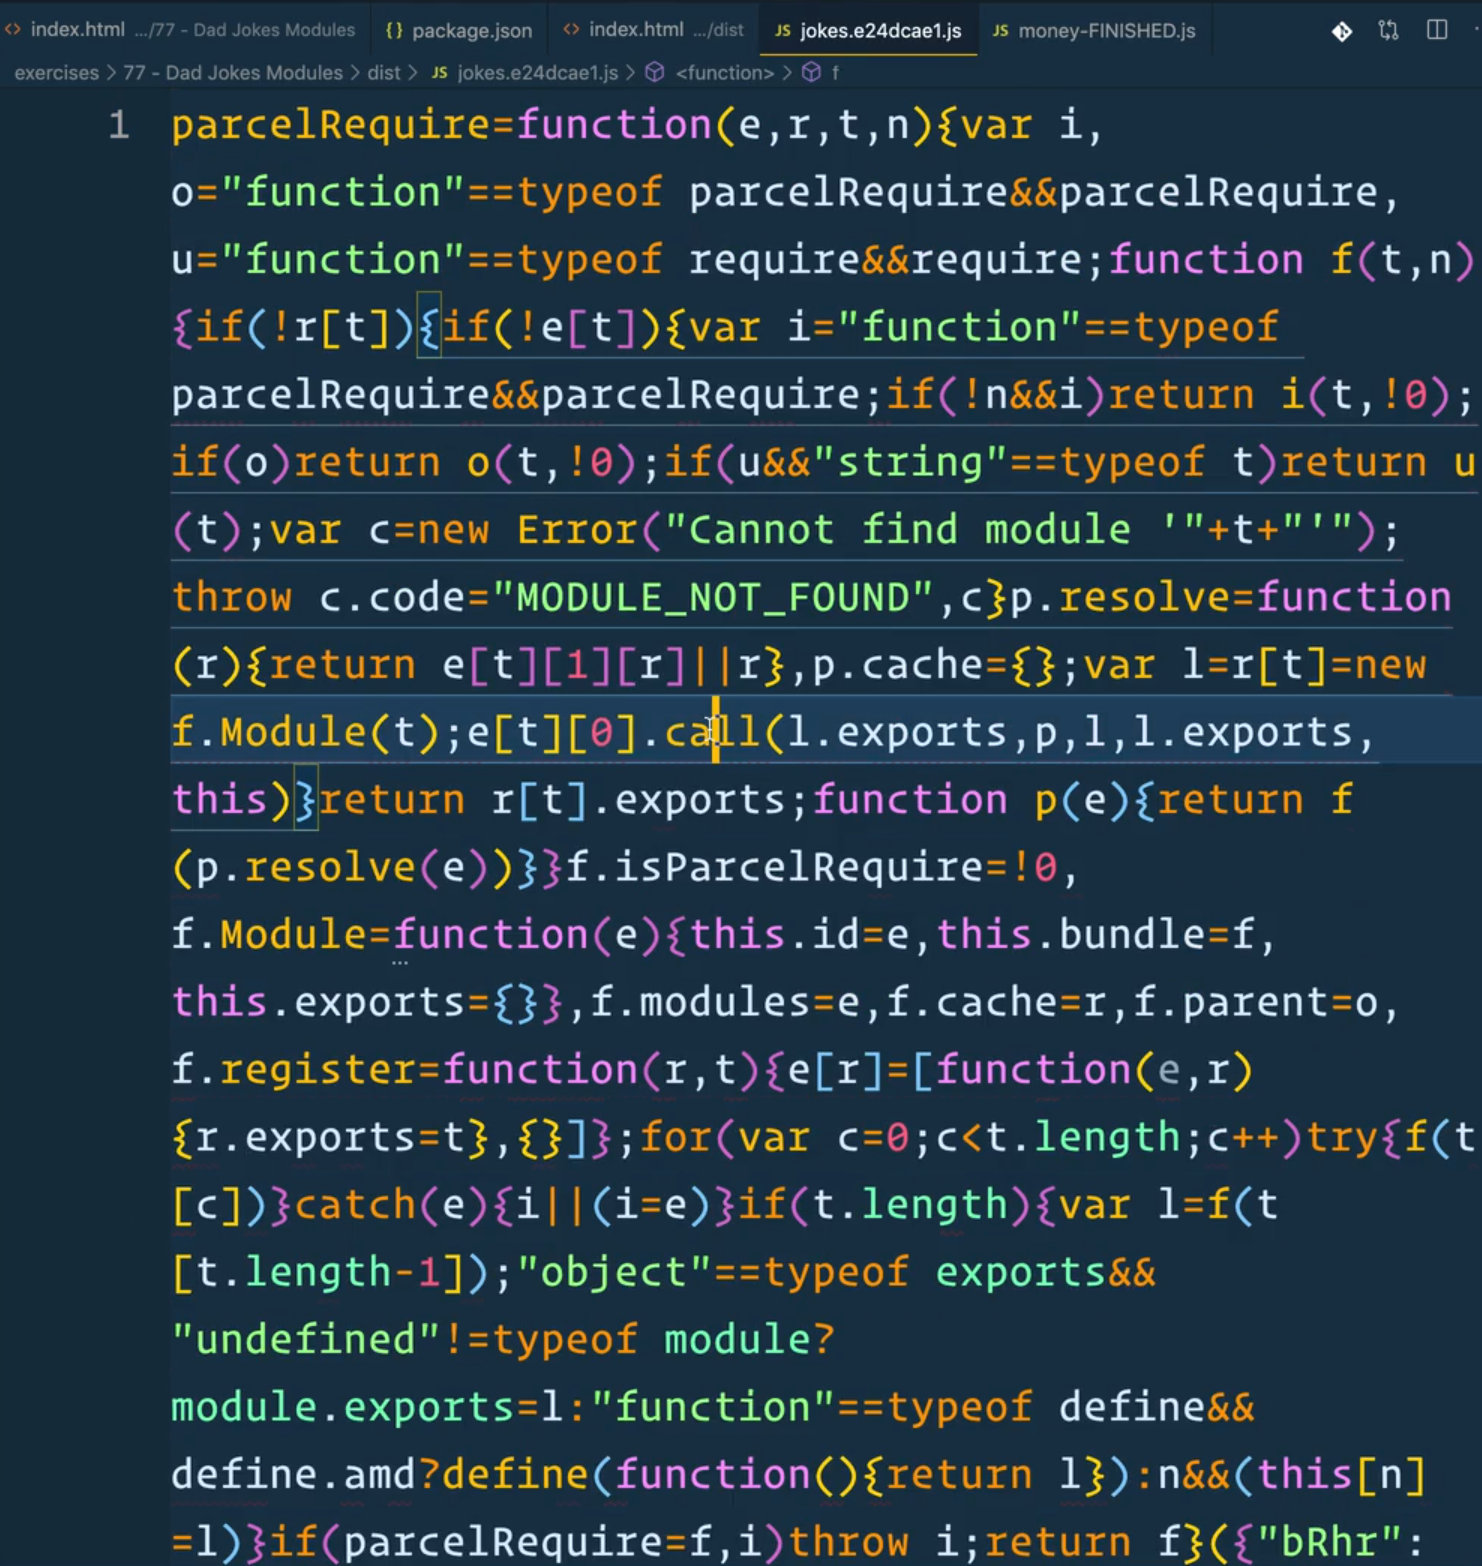 <> index.html .../77 - Dad Jokes Modules {} package.json <> index.html .../dist JS jokes.e24dcae1.js JS money-FINISHED.js
exercises > 77 - Dad Jokes Modules > dist > JS jokes.e24dcae1.js > <function> > f
1 parcelRequire=function(e,r,t,n){var i,
o="function"==typeof parcelRequire&&parcelRequire,
u="function"==typeof require&&require;function f(t,n)
{if(!r[t]){if(!e[t]){var i="function"==typeof
parcelRequire&&parcelRequire;if(!n&&i)return i(t,!0);
if(o)return o(t,!0);if(u&&"string"==typeof t)return u
(t);var c=new Error("Cannot find module '"+t+"'");
throw c.code="MODULE_NOT_FOUND",c}p.resolve=function
(r){return e[t][1][r]||r},p.cache={};var l=r[t]=new
f.Module(t);e[t][0].call(l.exports,p,l,l.exports,
this)}return r[t].exports;function p(e){return f
(p.resolve(e))}}f.isParcelRequire=!0,
f.Module=function(e){this.id=e,this.bundle=f,
this.exports={}},f.modules=e,f.cache=r,f.parent=o,
f.register=function(r,t){e[r]=[function(e,r)
{r.exports=t},{}]};for(var c=0;c<t.length;c++)try{f(t
[c])}catch(e){i||(i=e)}if(t.length){var l=f(t
[t.length-1]);"object"==typeof exports&&
"undefined"!=typeof module?
module.exports=l:"function"==typeof define&&
define.amd?define(function(){return l}):n&&(this[n]
=l)}if(parcelRequire=f,i)throw i;return f}({"bRhr":